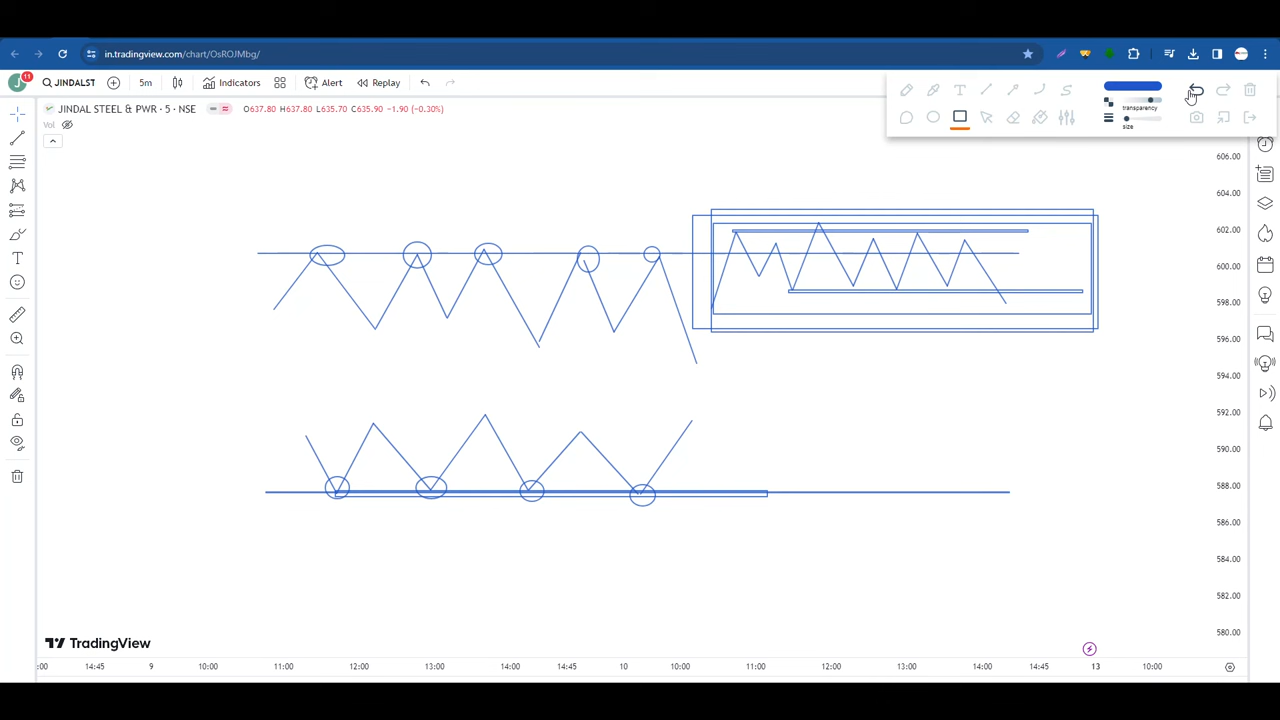 in.tradingview.com/chart/OsROJMbg/
11
J
JINDALST
5m
Indicators
Alert
Replay
JINDAL STEEL & PWR · 5 · NSE
O637.80 H637.80 L635.70 C635.90 −1.90 (−0.30%)
Vol
transparency
size
606.00
604.00
602.00
600.00
598.00
596.00
594.00
592.00
590.00
588.00
586.00
584.00
582.00
580.00
TradingView
:00 14:45 9 10:00 11:00 12:00 13:00 14:00 14:45 10 10:00 11:00 12:00 13:00 14:00 14:45 13 10:00